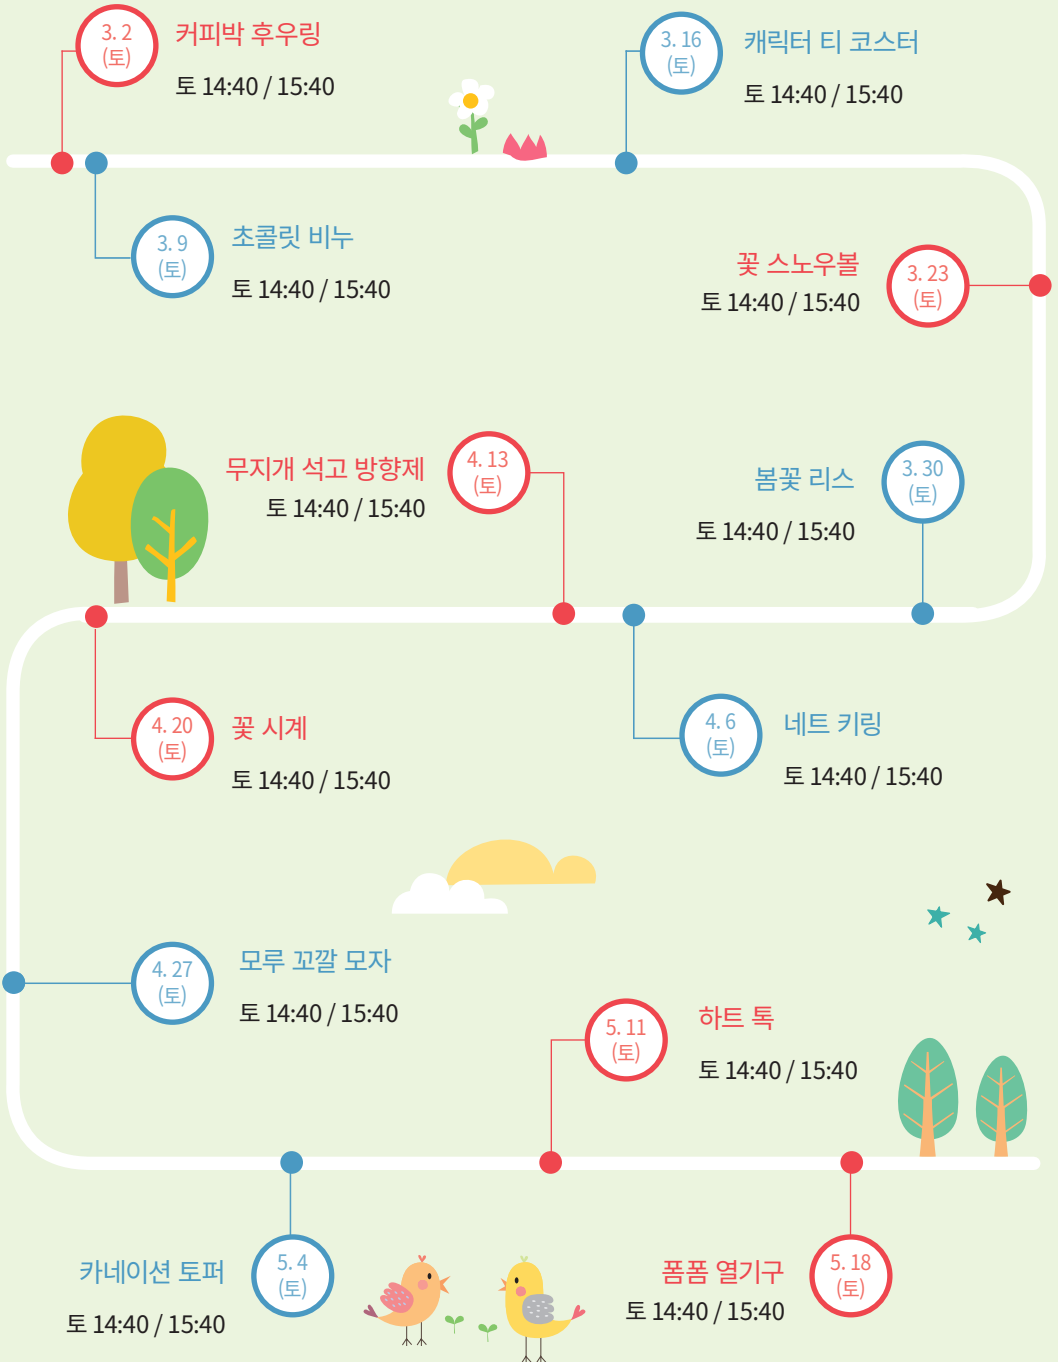 3. 2
(토)
커피박 후우링
토 14:40 / 15:40
3. 16
(토)
캐릭터 티 코스터
토 14:40 / 15:40
3. 9
(토)
초콜릿 비누
토 14:40 / 15:40
꽃 스노우볼
토 14:40 / 15:40
3. 23
(토)
무지개 석고 방향제
토 14:40 / 15:40
4. 13
(토)
봄꽃 리스
토 14:40 / 15:40
3. 30
(토)
4. 20
(토)
꽃 시계
토 14:40 / 15:40
4. 6
(토)
네트 키링
토 14:40 / 15:40
4. 27
(토)
모루 꼬깔 모자
토 14:40 / 15:40
5. 11
(토)
하트 톡
토 14:40 / 15:40
카네이션 토퍼
토 14:40 / 15:40
5. 4
(토)
폼폼 열기구
토 14:40 / 15:40
5. 18
(토)